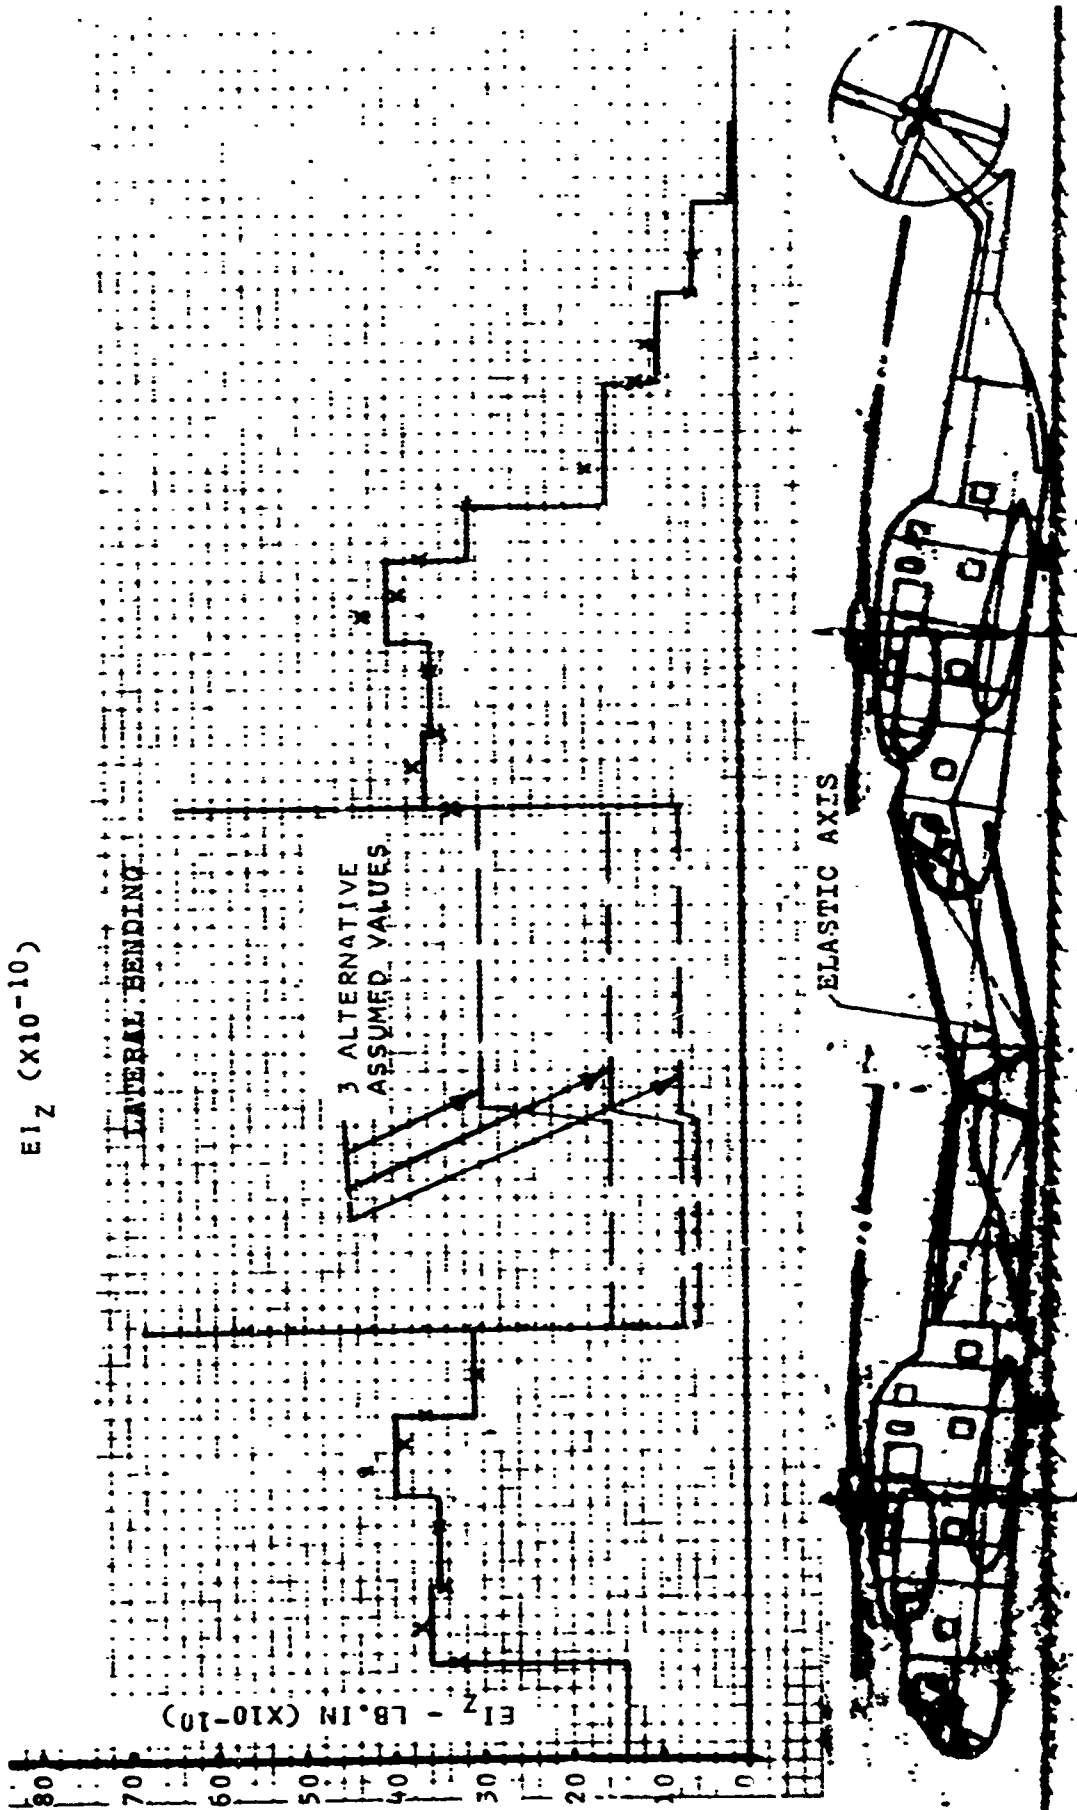 EI_Z (X10^-10)
LATERAL BENDING
3 ALTERNATIVE
ASSUMED VALUES
EI_Z - LB.IN (X10^-10)
80
70
60
50
40
30
20
10
0
ELASTIC AXIS